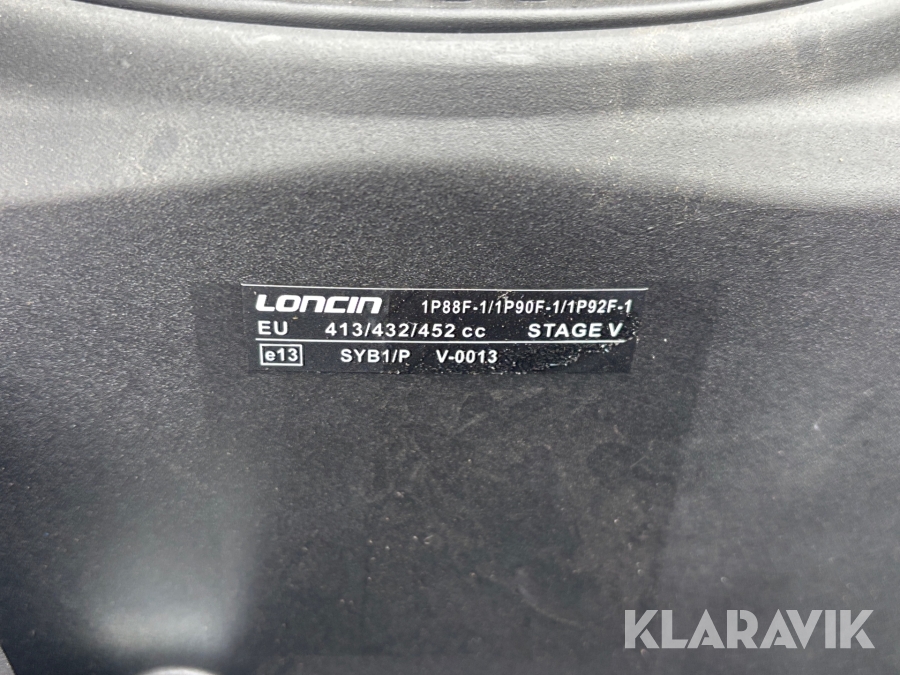 LONCIN 1P88F-1/1P90F-1/1P92F-1
EU 413/432/452 cc STAGE V
e13 SYB1/P V-0013
KLARAVIK